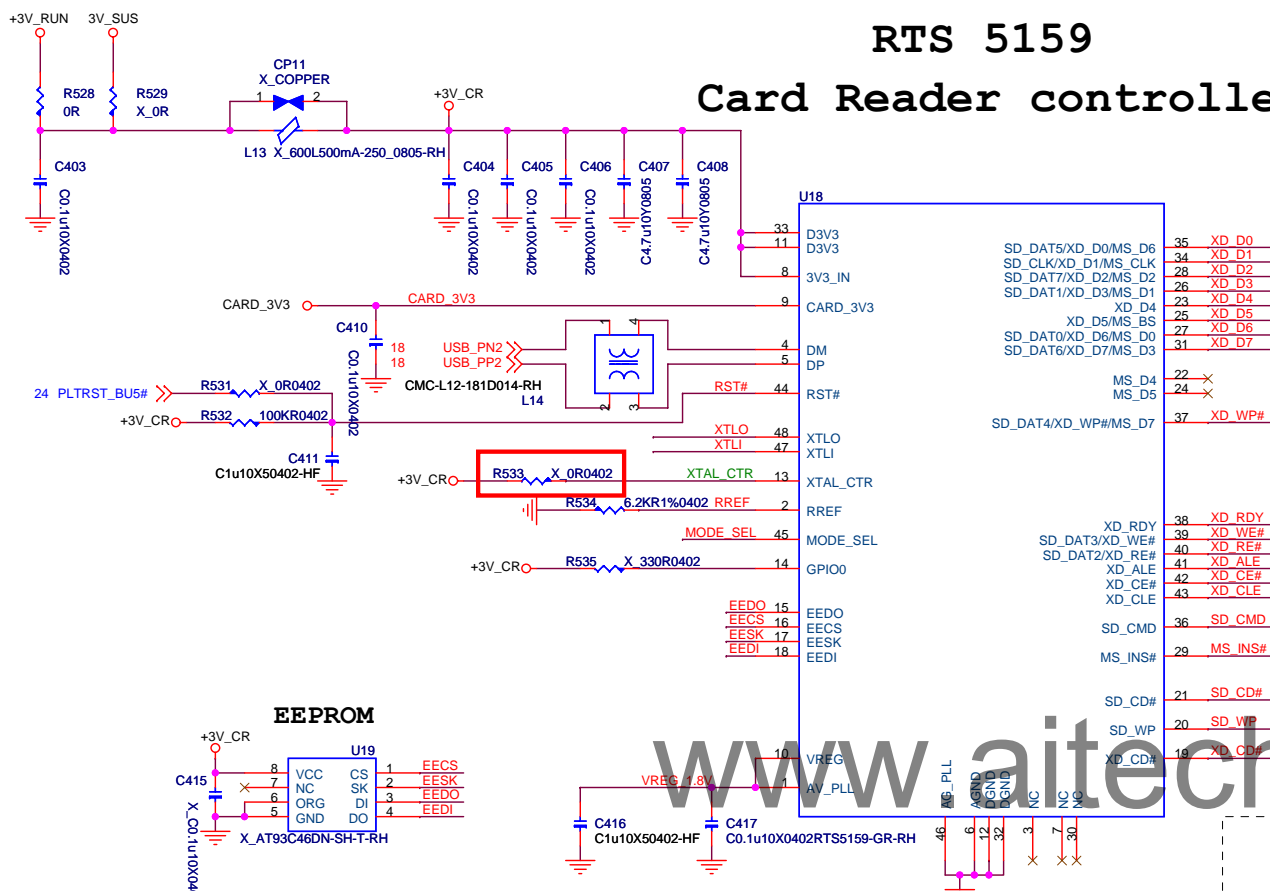 RTS 5159
Card Reader controlle
+3V_RUN 3V_SUS
R528 0R
R529 X_0R
CP11
X_COPPER
1 2
L13 X_600L500mA-250_0805-RH
+3V_CR
C403 C0.1u10X0402
C404 C0.1u10X0402
C405 C0.1u10X0402
C406 C0.1u10X0402
C407 C4.7u10Y0805
C408 C4.7u10Y0805
U18
33 D3V3
11 D3V3
8 3V3_IN
CARD_3V3 CARD_3V3 9 CARD_3V3
C410 C0.1u10X0402
18 USB_PN2 4 DM
18 USB_PP2 5 DP
1 4
2 3
CMC-L12-181D014-RH
L14
24 PLTRST_BU5# R531 X_0R0402
RST# 44 RST#
+3V_CR R532 100KR0402
C411
C1u10X50402-HF
XTLO 48 XTLO
XTLI 47 XTLI
+3V_CR R533 X_0R0402 XTAL_CTR 13 XTAL_CTR
R534 6.2KR1%0402 RREF 2 RREF
MODE_SEL 45 MODE_SEL
+3V_CR R535 X_330R0402 14 GPIO0
EEDO 15 EEDO
EECS 16 EECS
EESK 17 EESK
EEDI 18 EEDI
10 VREG
VREG_1.8V 1 AV_PLL
SD_DAT5/XD_D0/MS_D6 35 XD_D0
SD_CLK/XD_D1/MS_CLK 34 XD_D1
SD_DAT7/XD_D2/MS_D2 28 XD_D2
SD_DAT1/XD_D3/MS_D1 26 XD_D3
XD_D4 23 XD_D4
XD_D5/MS_BS 25 XD_D5
SD_DAT0/XD_D6/MS_D0 27 XD_D6
SD_DAT6/XD_D7/MS_D3 31 XD_D7
MS_D4 22
MS_D5 24
SD_DAT4/XD_WP#/MS_D7 37 XD_WP#
XD_RDY 38 XD_RDY
SD_DAT3/XD_WE# 39 XD_WE#
SD_DAT2/XD_RE# 40 XD_RE#
XD_ALE 41 XD_ALE
XD_CE# 42 XD_CE#
XD_CLE 43 XD_CLE
SD_CMD 36 SD_CMD
MS_INS# 29 MS_INS#
SD_CD# 21 SD_CD#
SD_WP 20 SD_WP
XD_CD# 19 XD_CD#
AG_PLL AGND DGND DGND NC NC NC
46 6 12 32 3 7 30
C416
C1u10X50402-HF
C417
C0.1u10X0402
RTS5159-GR-RH
EEPROM
+3V_CR
U19
C415 X_C0.1u10X04
8 VCC CS 1 EECS
7 NC SK 2 EESK
6 ORG DI 3 EEDO
5 GND DO 4 EEDI
X_AT93C46DN-SH-T-RH
www.aitech